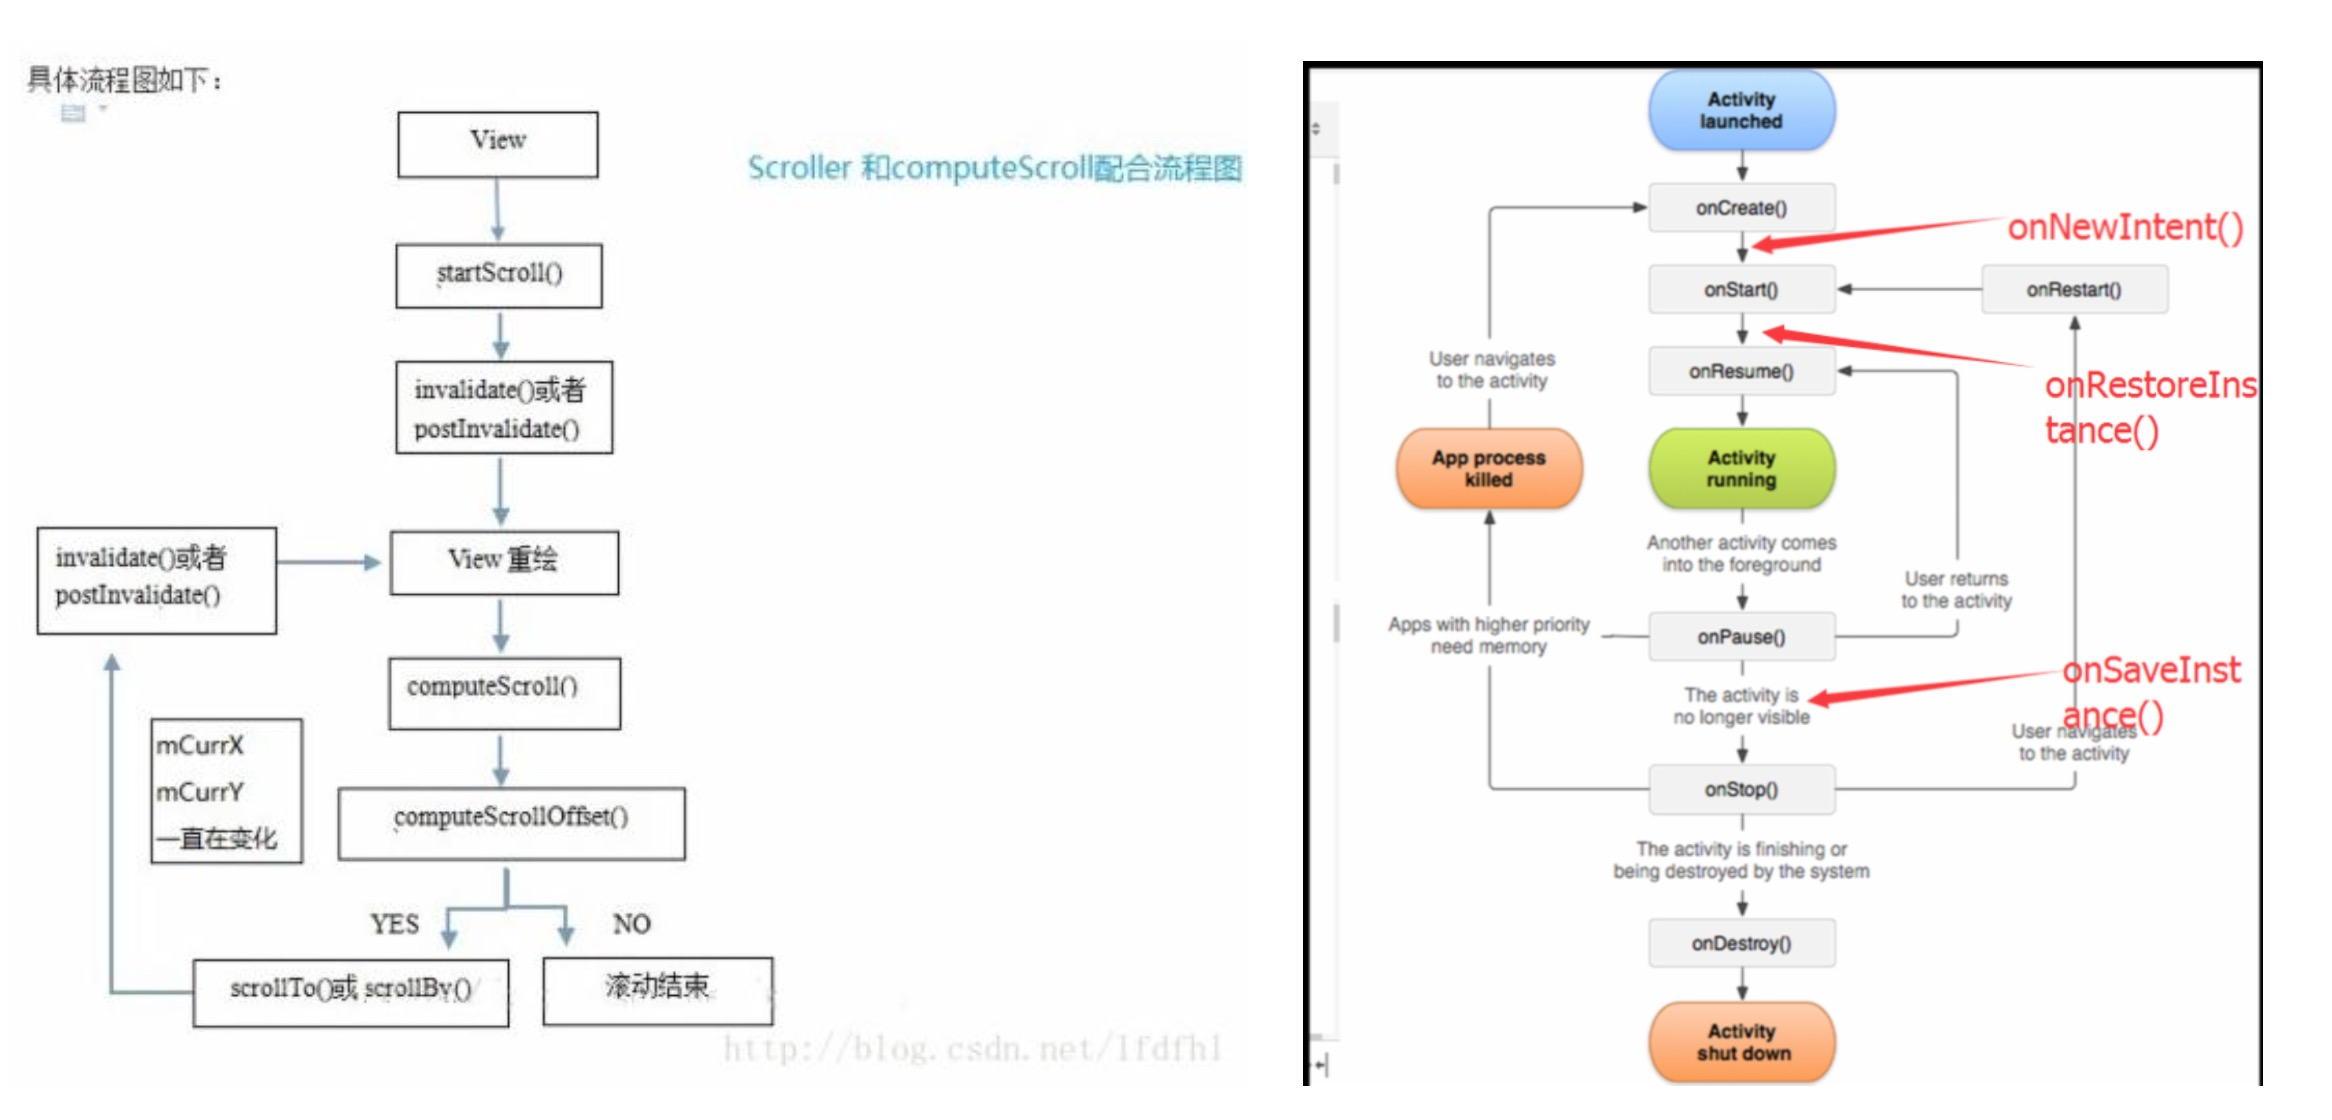 具体流程图如下：
View
Scroller 和computeScroll配合流程图
startScroll()
invalidate()或者
postInvalidate()
invalidate()或者
postInvalidate()
View 重绘
computeScroll()
mCurrX
mCurrY
一直在变化
computeScrollOffset()
YES
NO
scrollTo()或 scrollBy()
滚动结束
http://blog.csdn.net/lfdfhl
Activity
launched
onCreate()
onNewIntent()
onStart()
onRestart()
User navigates
to the activity
onResume()
onRestoreIns
tance()
App process
killed
Activity
running
Another activity comes
into the foreground
User returns
to the activity
Apps with higher priority
need memory
onPause()
onSaveInst
ance()
The activity is
no longer visible
User navigates
to the activity
onStop()
The activity is finishing or
being destroyed by the system
onDestroy()
Activity
shut down